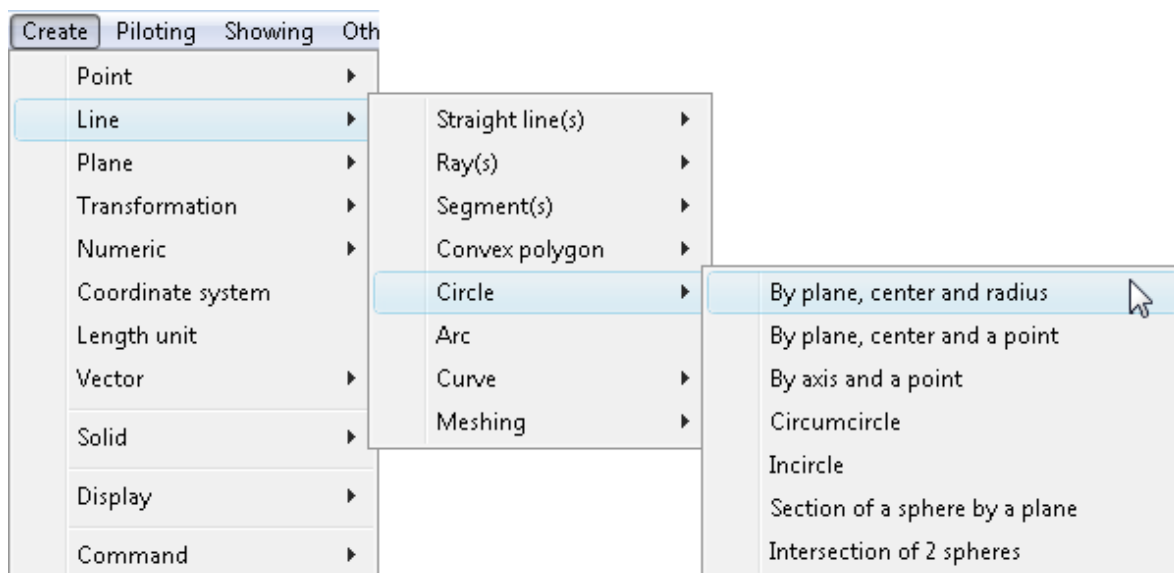 Create Piloting Showing Oth
Point
Line
Plane
Transformation
Numeric
Coordinate system
Length unit
Vector
Solid
Display
Command
Straight line(s)
Ray(s)
Segment(s)
Convex polygon
Circle
Arc
Curve
Meshing
By plane, center and radius
By plane, center and a point
By axis and a point
Circumcircle
Incircle
Section of a sphere by a plane
Intersection of 2 spheres